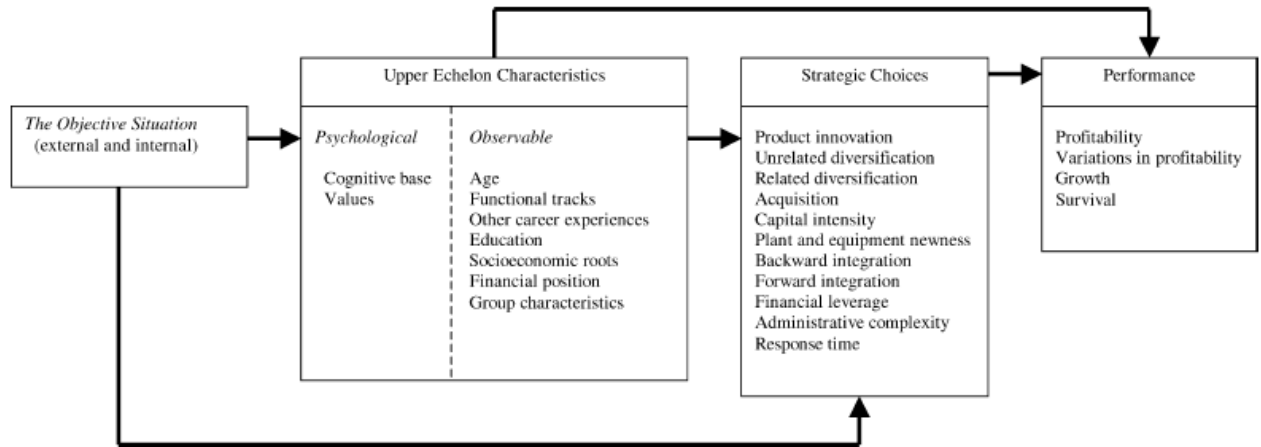 The Objective Situation
(external and internal)
Upper Echelon Characteristics
Psychological
Cognitive base
Values
Observable
Age
Functional tracks
Other career experiences
Education
Socioeconomic roots
Financial position
Group characteristics
Strategic Choices
Product innovation
Unrelated diversification
Related diversification
Acquisition
Capital intensity
Plant and equipment newness
Backward integration
Forward integration
Financial leverage
Administrative complexity
Response time
Performance
Profitability
Variations in profitability
Growth
Survival